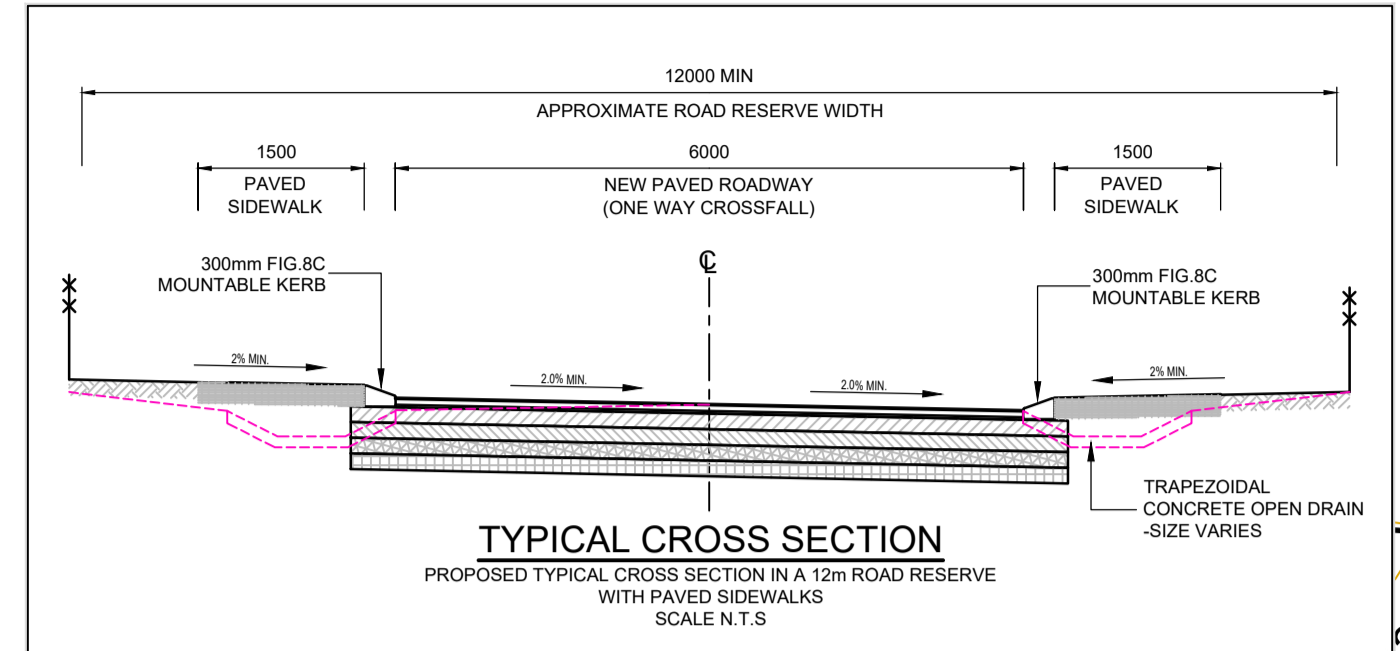 12000 MIN
APPROXIMATE ROAD RESERVE WIDTH
1500
PAVED
SIDEWALK
6000
NEW PAVED ROADWAY
(ONE WAY CROSSFALL)
1500
PAVED
SIDEWALK
300mm FIG.8C
MOUNTABLE KERB
℄
300mm FIG.8C
MOUNTABLE KERB
2% MIN.
2.0% MIN.
2.0% MIN.
2% MIN.
TRAPEZOIDAL
CONCRETE OPEN DRAIN
-SIZE VARIES
TYPICAL CROSS SECTION
PROPOSED TYPICAL CROSS SECTION IN A 12m ROAD RESERVE
WITH PAVED SIDEWALKS
SCALE N.T.S